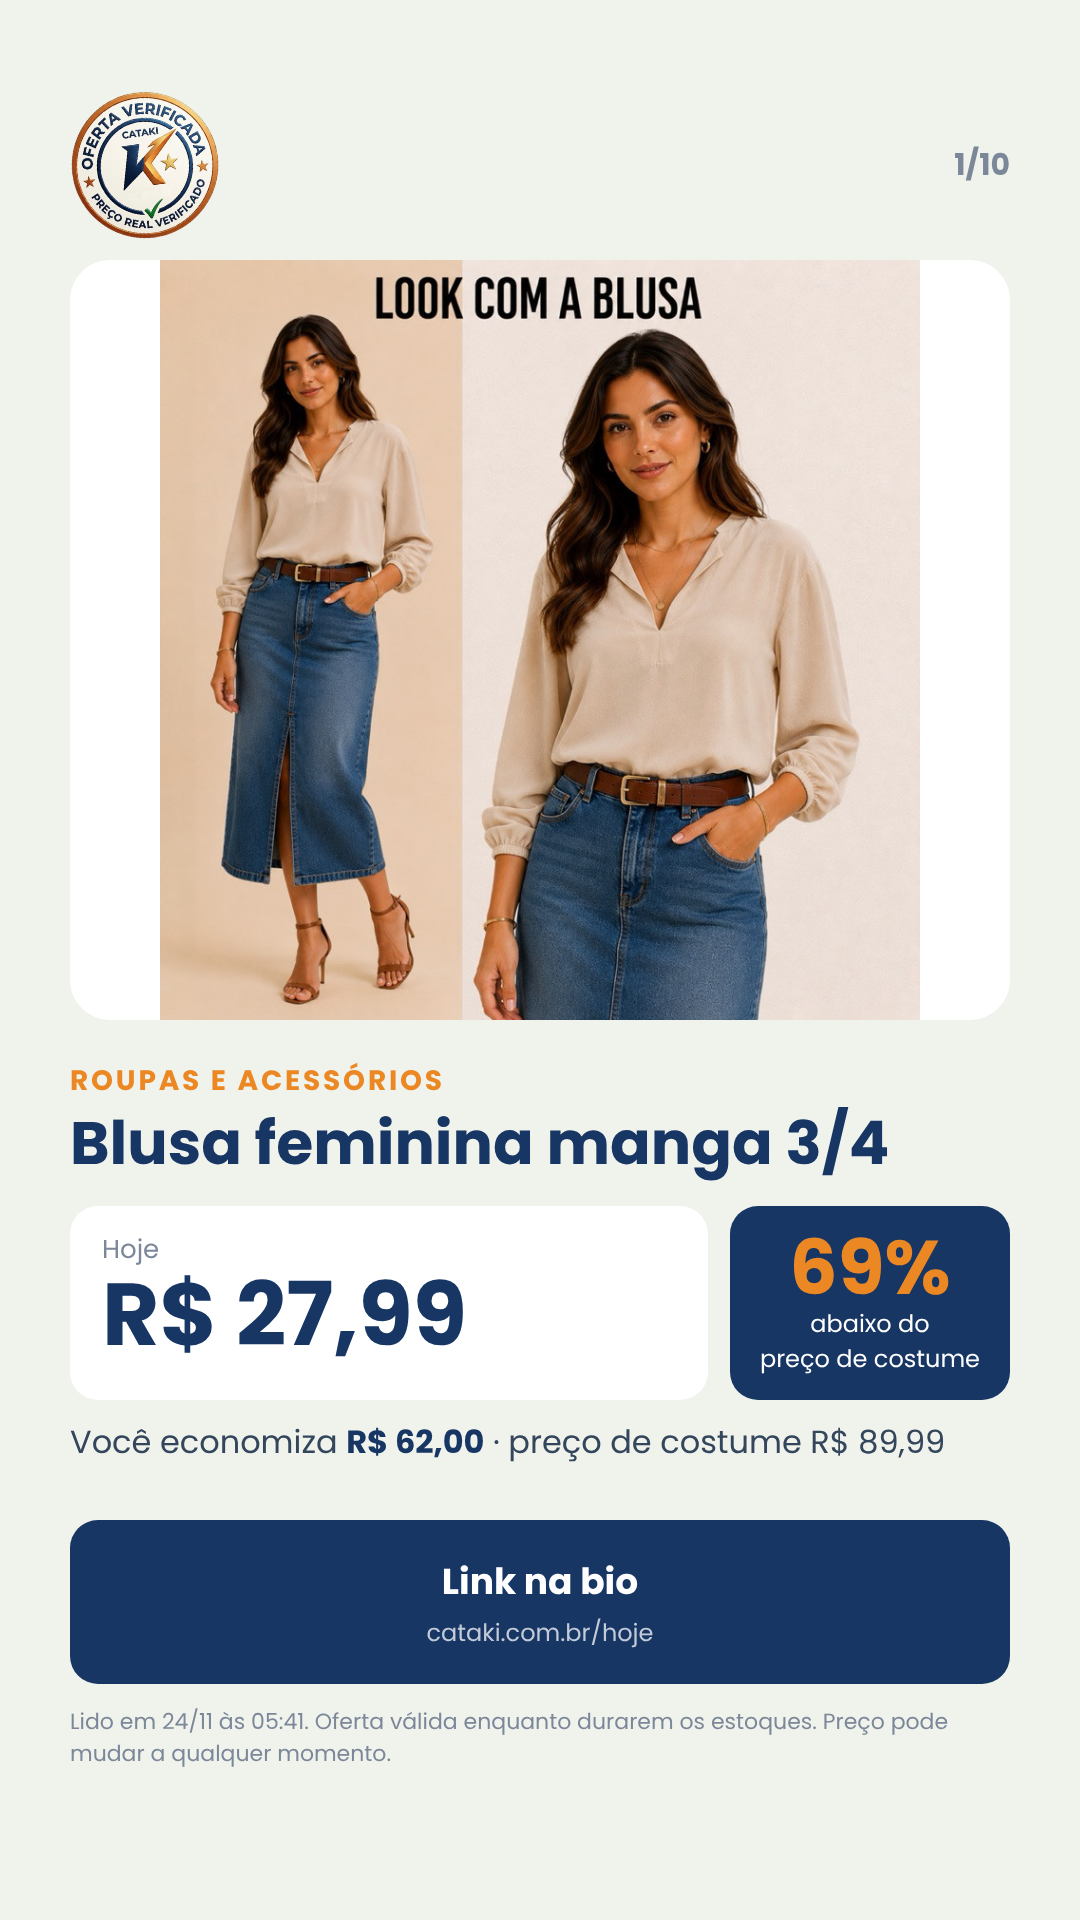 OFERTA VERIFICADA
CATAKI
K
PREÇO REAL VERIFICADO
1/10
LOOK COM A BLUSA
ROUPAS E ACESSÓRIOS
Blusa feminina manga 3/4
Hoje
R$ 27,99
69%
abaixo do
preço de costume
Você economiza R$ 62,00 · preço de costume R$ 89,99
Link na bio
cataki.com.br/hoje
Lido em 24/11 às 05:41. Oferta válida enquanto durarem os estoques. Preço pode
mudar a qualquer momento.